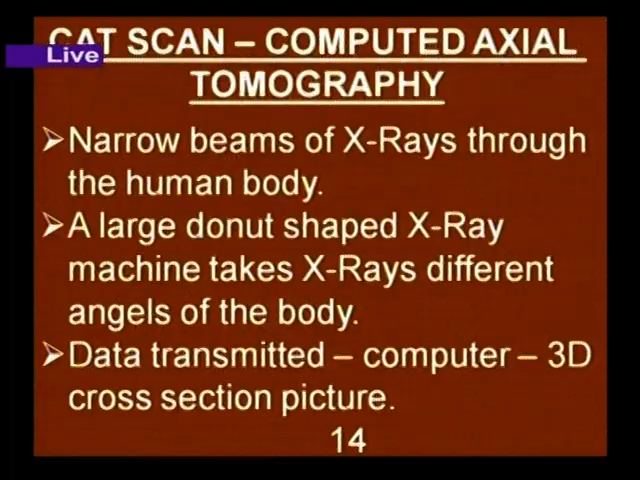 CAT SCAN – COMPUTED AXIAL
Live
TOMOGRAPHY
➢Narrow beams of X-Rays through
the human body.
➢A large donut shaped X-Ray
machine takes X-Rays different
angels of the body.
➢Data transmitted – computer – 3D
cross section picture.
14